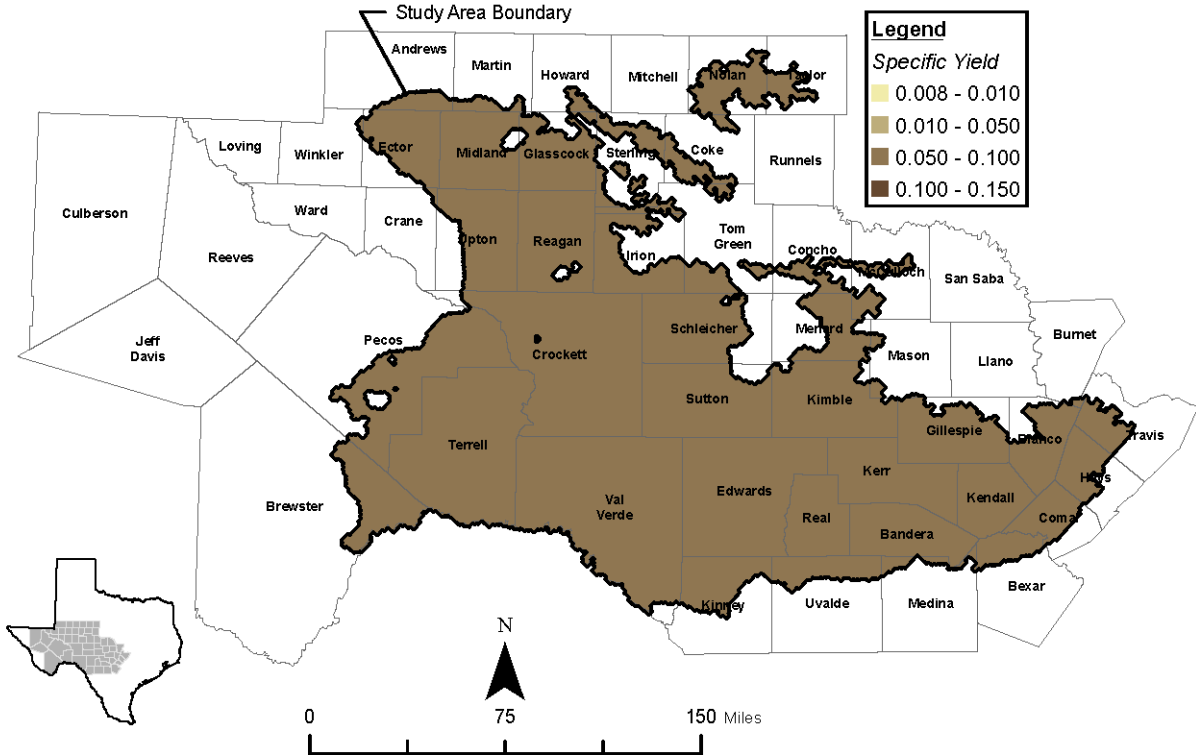 Study Area Boundary
Legend
Specific Yield
0.008 - 0.010
0.010 - 0.050
0.050 - 0.100
0.100 - 0.150
Andrews
Martin
Howard
Mitchell
Nolan
Taylor
Loving
Winkler
Ector
Midland
Glasscock
Sterling
Coke
Runnels
Culberson
Ward
Crane
Upton
Reagan
Irion
Tom
Green
Concho
McCulloch
San Saba
Reeves
Jeff
Davis
Pecos
Crockett
Schleicher
Menard
Mason
Llano
Burnet
Sutton
Kimble
Gillespie
Blanco
Travis
Terrell
Brewster
Val
Verde
Edwards
Kerr
Real
Kendall
Hays
Bandera
Comal
Kinney
Uvalde
Medina
Bexar
N
0 75 150 Miles